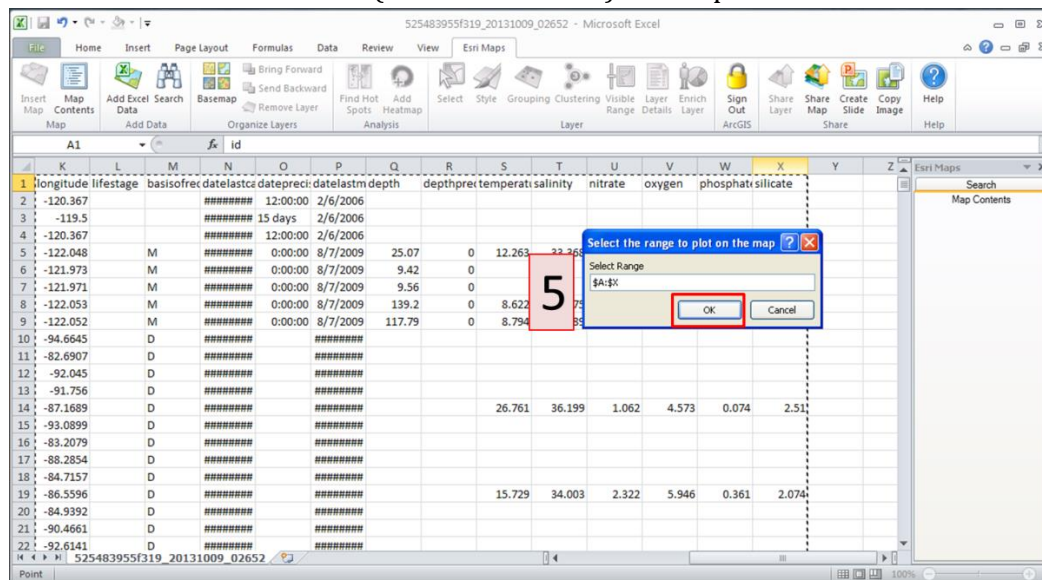 525483955f319_20131009_02652 - Microsoft Excel
File Home Insert Page Layout Formulas Data Review View Esri Maps
Insert Map Map Contents Add Excel Data Search Basemap Bring Forward Send Backward Remove Layer Find Hot Spots Add Heatmap Select Style Grouping Clustering Visible Range Layer Details Enrich Layer Sign Out Share Layer Share Map Create Slide Copy Image Help
Map Add Data Organize Layers Analysis Layer ArcGIS Share Help
A1 fx id
K L M N O P Q R S T U V W X Y Z Esri Maps
1 longitude lifestage basisofrec datelastca dateprecis datelastm depth depthprec temperatu salinity nitrate oxygen phosphate silicate Search
2 -120.367 ######## 12:00:00 2/6/2006 Map Contents
3 -119.5 ######## 15 days 2/6/2006
4 -120.367 ######## 12:00:00 2/6/2006
Select the range to plot on the map
5 -122.048 M ######## 0:00:00 8/7/2009 25.07 0 12.263 33.368
Select Range
6 -121.973 M ######## 0:00:00 8/7/2009 9.42 0
$A:$X
7 -121.971 M ######## 0:00:00 8/7/2009 9.56 0
5
8 -122.053 M ######## 0:00:00 8/7/2009 139.2 0 8.622
OK Cancel
9 -122.052 M ######## 0:00:00 8/7/2009 117.79 0 8.794
10 -94.6645 D ######## ########
11 -82.6907 D ######## ########
12 -92.045 D ######## ########
13 -91.756 D ######## ########
14 -87.1689 D ######## ######## 26.761 36.199 1.062 4.573 0.074 2.51
15 -93.0899 D ######## ########
16 -83.2079 D ######## ########
17 -88.2854 D ######## ########
18 -84.7157 D ######## ########
19 -86.5596 D ######## ######## 15.729 34.003 2.322 5.946 0.361 2.074
20 -84.9392 D ######## ########
21 -90.4661 D ######## ########
22 -92.6141 D ######## ########
525483955f319_20131009_02652
Point 100%